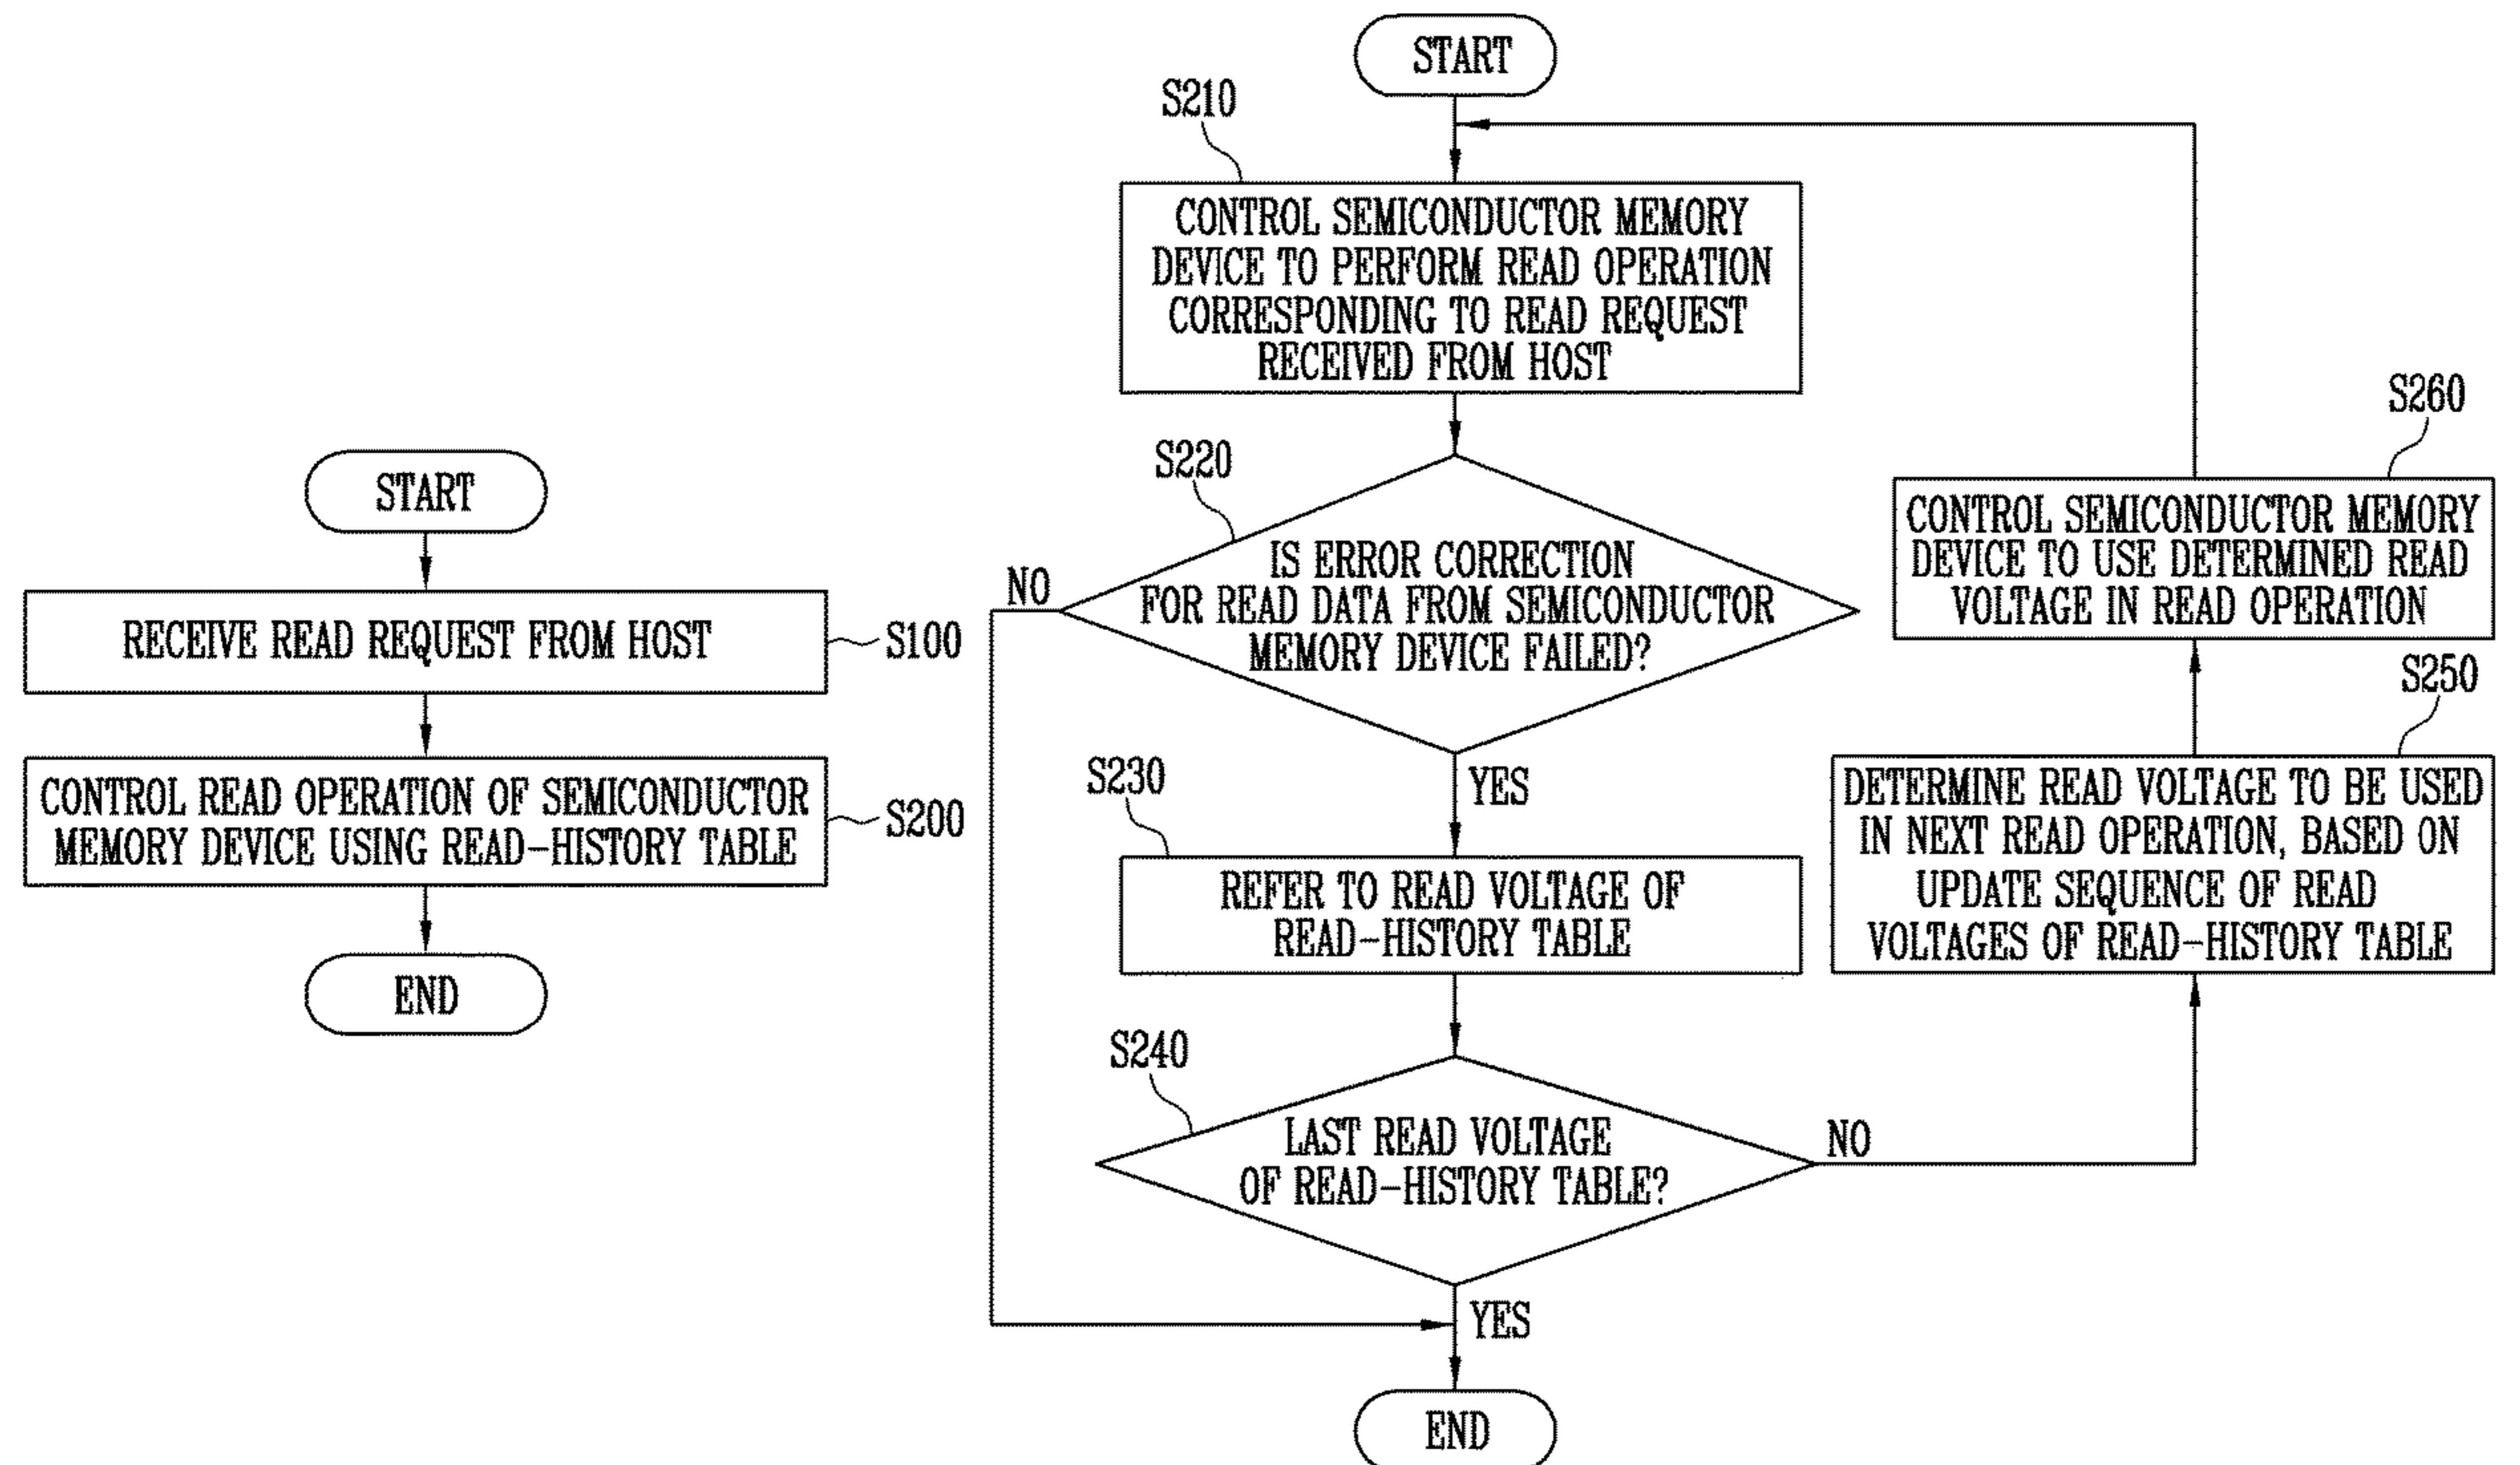 START
RECEIVE READ REQUEST FROM HOST
S100
CONTROL READ OPERATION OF SEMICONDUCTOR
MEMORY DEVICE USING READ-HISTORY TABLE
S200
END
START
S210
CONTROL SEMICONDUCTOR MEMORY
DEVICE TO PERFORM READ OPERATION
CORRESPONDING TO READ REQUEST
RECEIVED FROM HOST
S220
IS ERROR CORRECTION
FOR READ DATA FROM SEMICONDUCTOR
MEMORY DEVICE FAILED?
NO
YES
S230
REFER TO READ VOLTAGE OF
READ-HISTORY TABLE
S240
LAST READ VOLTAGE
OF READ-HISTORY TABLE?
NO
YES
S250
DETERMINE READ VOLTAGE TO BE USED
IN NEXT READ OPERATION, BASED ON
UPDATE SEQUENCE OF READ
VOLTAGES OF READ-HISTORY TABLE
S260
CONTROL SEMICONDUCTOR MEMORY
DEVICE TO USE DETERMINED READ
VOLTAGE IN READ OPERATION
END